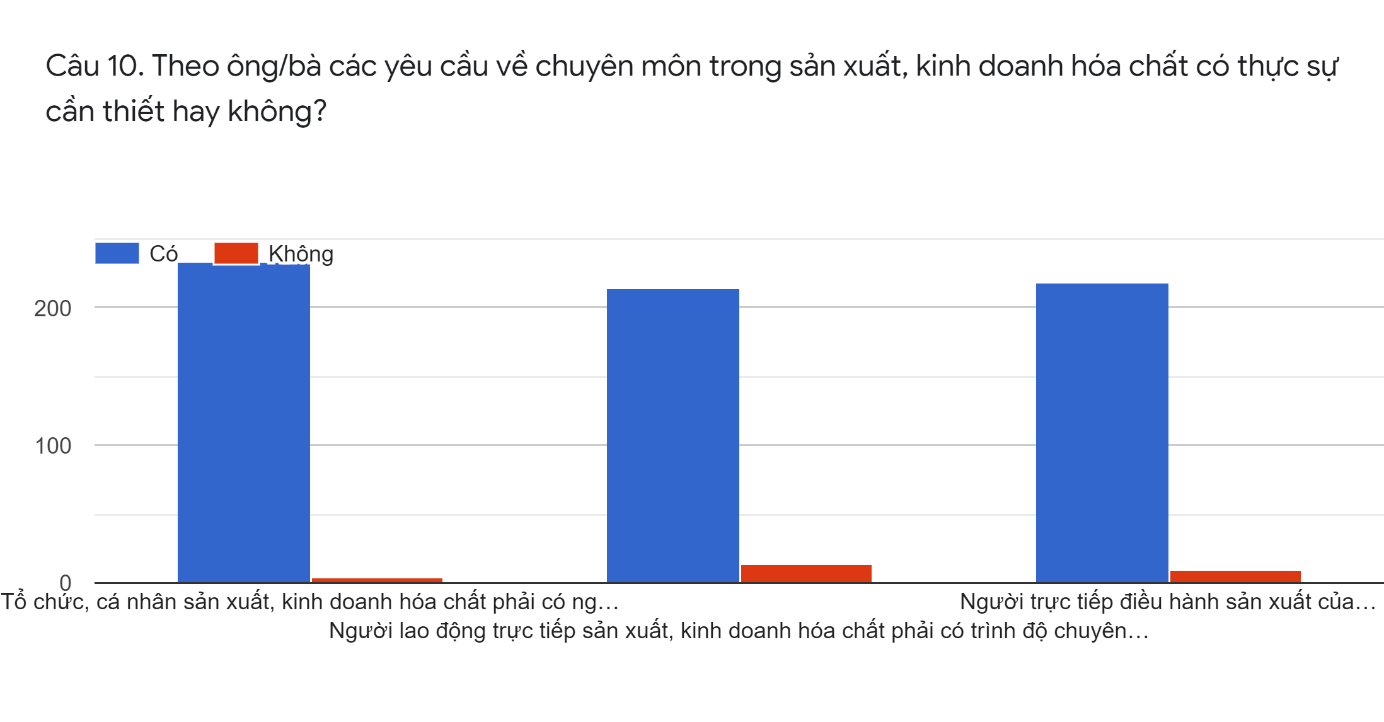 Câu 10. Theo ông/bà các yêu cầu về chuyên môn trong sản xuất, kinh doanh hóa chất có thực sự
cần thiết hay không?
Có Không
200
100
0
Tổ chức, cá nhân sản xuất, kinh doanh hóa chất phải có ng…
Người trực tiếp điều hành sản xuất của…
Người lao động trực tiếp sản xuất, kinh doanh hóa chất phải có trình độ chuyên…